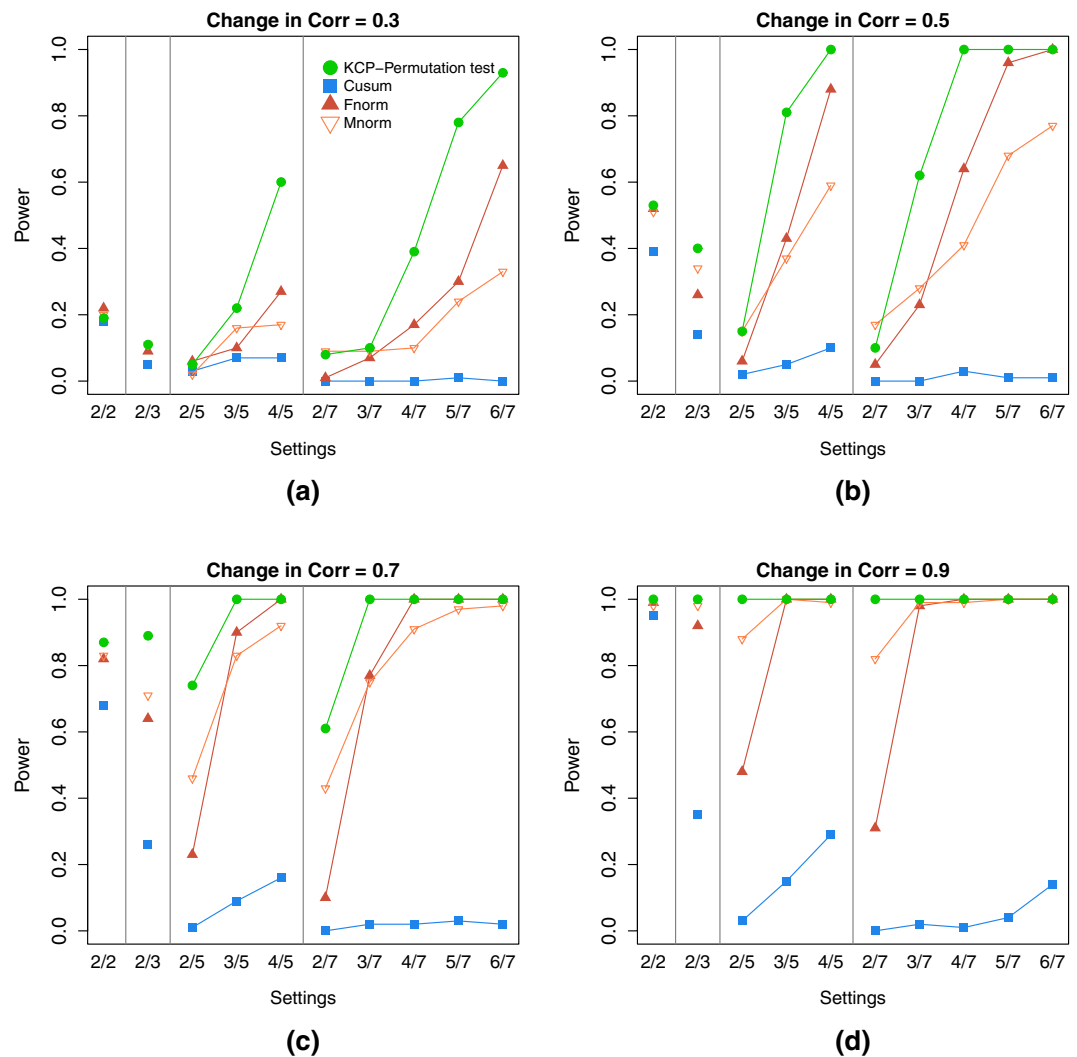 Change in Corr = 0.3
Power
0.0 0.2 0.4 0.6 0.8 1.0
KCP−Permutation test
Cusum
Fnorm
Mnorm
2/2 2/3 2/5 3/5 4/5 2/7 3/7 4/7 5/7 6/7
Settings
(a)
Change in Corr = 0.5
Power
0.0 0.2 0.4 0.6 0.8 1.0
2/2 2/3 2/5 3/5 4/5 2/7 3/7 4/7 5/7 6/7
Settings
(b)
Change in Corr = 0.7
Power
0.0 0.2 0.4 0.6 0.8 1.0
2/2 2/3 2/5 3/5 4/5 2/7 3/7 4/7 5/7 6/7
Settings
(c)
Change in Corr = 0.9
Power
0.0 0.2 0.4 0.6 0.8 1.0
2/2 2/3 2/5 3/5 4/5 2/7 3/7 4/7 5/7 6/7
Settings
(d)